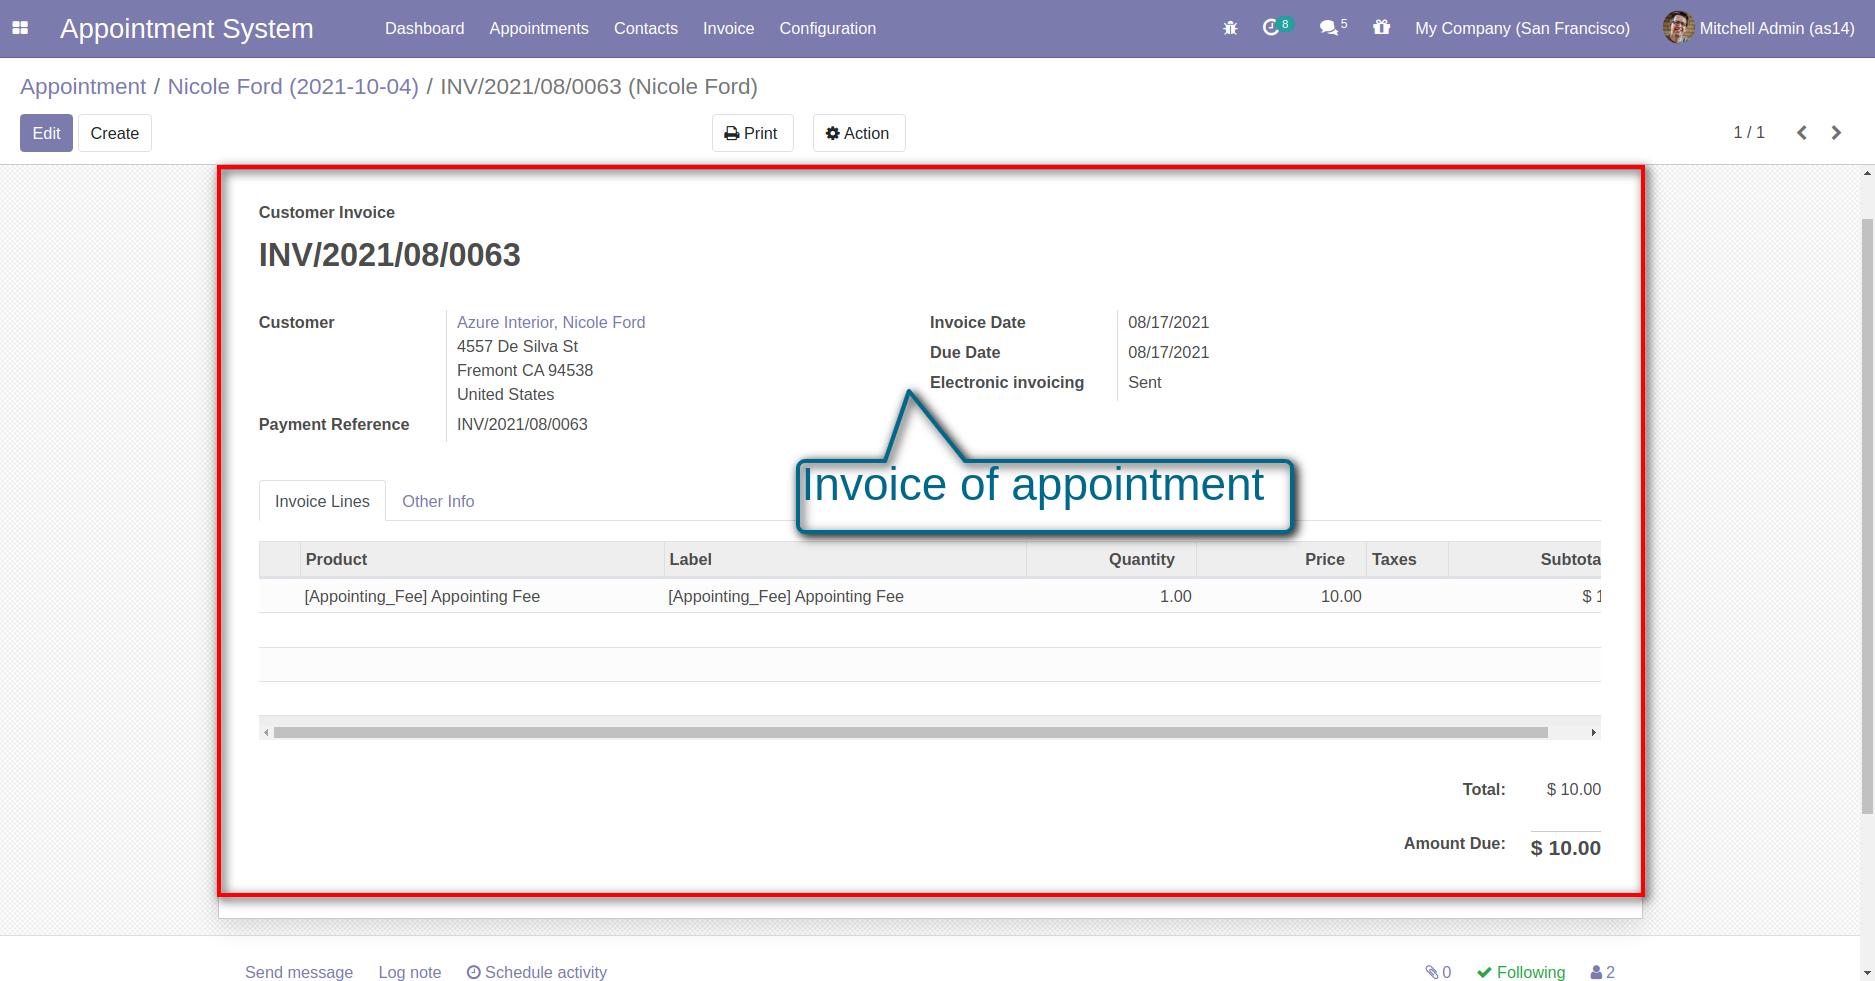 Appointment System Dashboard Appointments Contacts Invoice Configuration 8 5 My Company (San Francisco) Mitchell Admin (as14)
Appointment / Nicole Ford (2021-10-04) / INV/2021/08/0063 (Nicole Ford)
Edit Create Print Action 1 / 1
Customer Invoice
INV/2021/08/0063
Customer Azure Interior, Nicole Ford Invoice Date 08/17/2021
4557 De Silva St Due Date 08/17/2021
Fremont CA 94538 Electronic invoicing Sent
United States
Payment Reference INV/2021/08/0063
Invoice of appointment
Invoice Lines Other Info
Product Label Quantity Price Taxes Subtota
[Appointing_Fee] Appointing Fee [Appointing_Fee] Appointing Fee 1.00 10.00 $ 1
Total: $ 10.00
Amount Due: $ 10.00
Send message Log note Schedule activity 0 Following 2